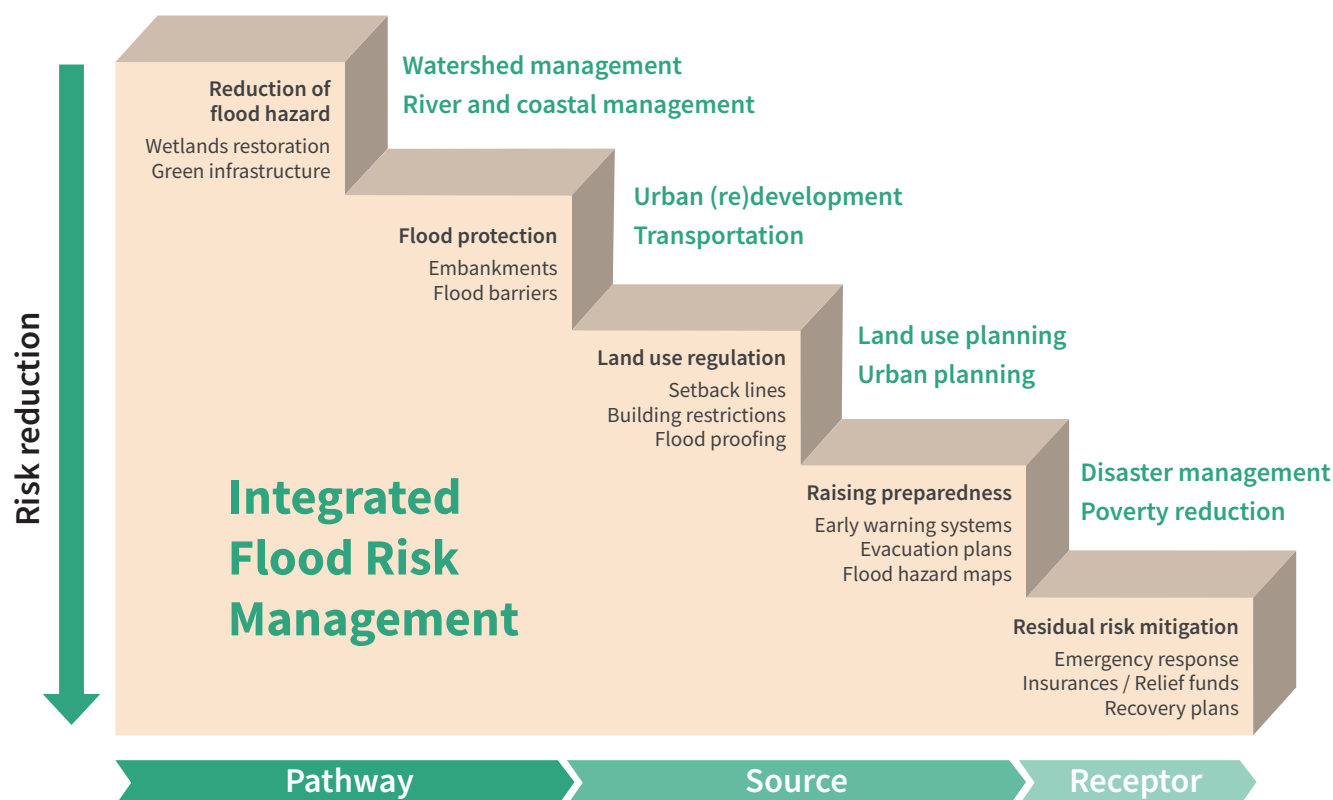 Reduction of
flood hazard
Wetlands restoration
Green infrastructure
Watershed management
River and coastal management
Flood protection
Embankments
Flood barriers
Urban (re)development
Transportation
Land use regulation
Setback lines
Building restrictions
Flood proofing
Land use planning
Urban planning
Raising preparedness
Early warning systems
Evacuation plans
Flood hazard maps
Disaster management
Poverty reduction
Residual risk mitigation
Emergency response
Insurances / Relief funds
Recovery plans
Risk reduction
Integrated
Flood Risk
Management
Pathway
Source
Receptor